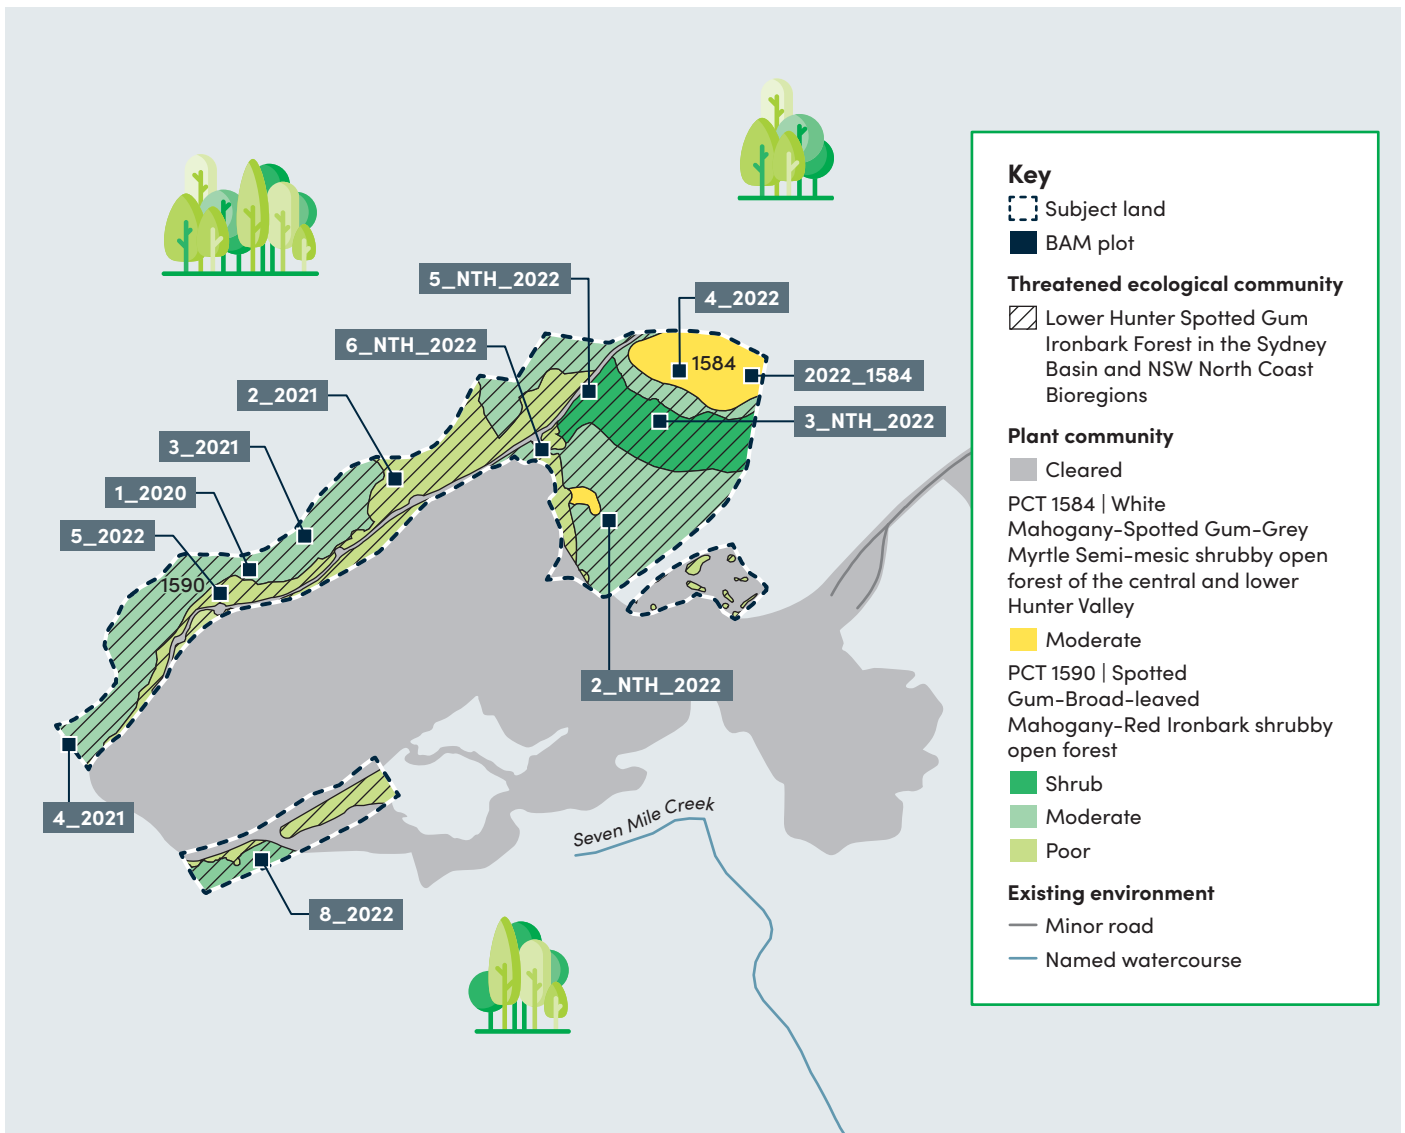 5_NTH_2022
4_2022
6_NTH_2022
1584
2022_1584
2_2021
3_NTH_2022
3_2021
1_2020
5_2022
1590
2_NTH_2022
4_2021
Seven Mile Creek
8_2022
Key
Subject land
BAM plot
Threatened ecological community
Lower Hunter Spotted Gum
Ironbark Forest in the Sydney
Basin and NSW North Coast
Bioregions
Plant community
Cleared
PCT 1584 | White
Mahogany-Spotted Gum-Grey
Myrtle Semi-mesic shrubby open
forest of the central and lower
Hunter Valley
Moderate
PCT 1590 | Spotted
Gum-Broad-leaved
Mahogany-Red Ironbark shrubby
open forest
Shrub
Moderate
Poor
Existing environment
Minor road
Named watercourse